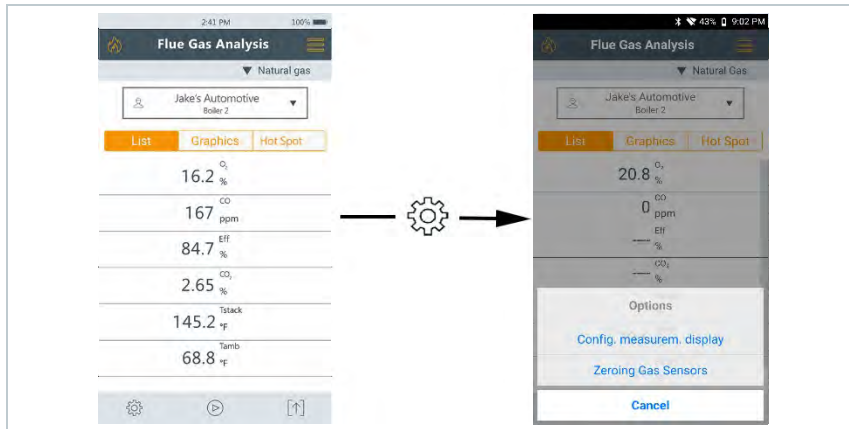 2:41 PM 100%
Flue Gas Analysis
▼ Natural gas
Jake's Automotive ▼
Boiler 2
List Graphics Hot Spot
16.2 O₂ %
167 CO ppm
84.7 Eff %
2.65 CO₂ %
145.2 Tstack °F
68.8 Tamb °F
43% 9:02 PM
Flue Gas Analysis
▼ Natural Gas
Jake's Automotive ▼
Boiler 2
List Graphics Hot Spot
20.8 O₂ %
0 CO ppm
--- Eff %
--- CO₂ %
Options
Config. measurem. display
Zeroing Gas Sensors
Cancel